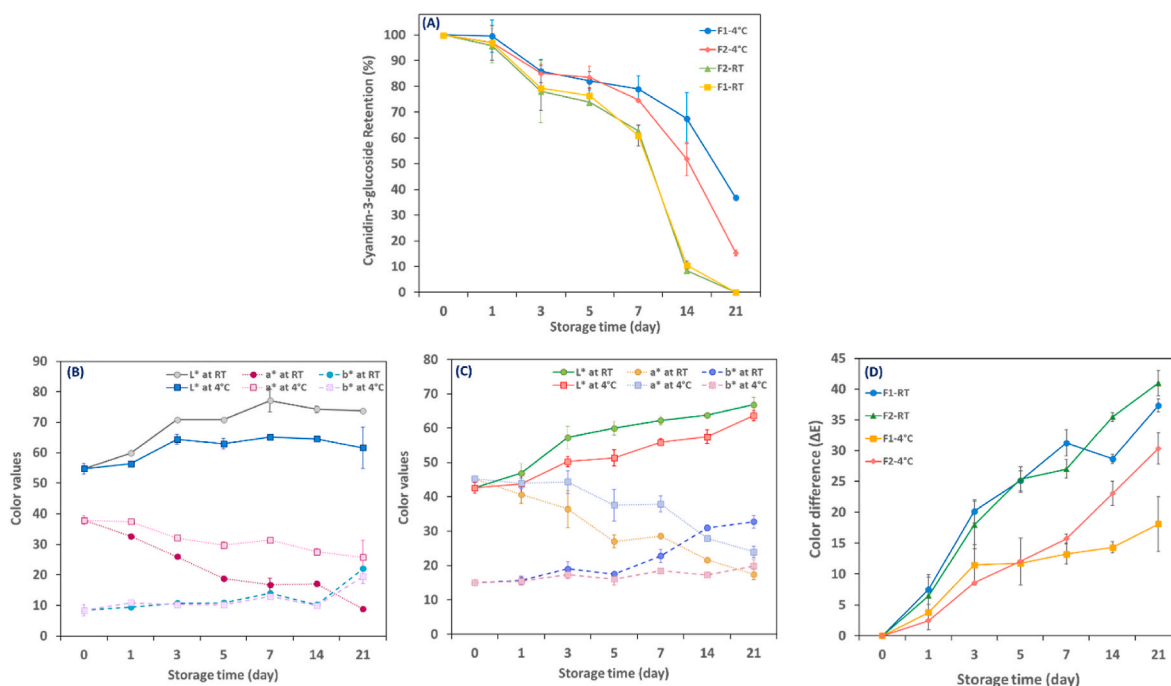 (A)
F1-4°C
F2-4°C
F2-RT
F1-RT
Cyanidin-3-glucoside Retention (%)
100
90
80
70
60
50
40
30
20
10
0
0 1 3 5 7 14 21
Storage time (day)
(B)
L* at RT a* at RT b* at RT
L* at 4°C a* at 4°C b* at 4°C
Color values
90
80
70
60
50
40
30
20
10
0
0 1 3 5 7 14 21
Storage time (day)
(C)
L* at RT a* at RT b* at RT
L* at 4°C a* at 4°C b* at 4°C
Color values
80
70
60
50
40
30
20
10
0
0 1 3 5 7 14 21
Storage time (day)
(D)
F1-RT
F2-RT
F1-4°C
F2-4°C
Color difference (ΔE)
45
40
35
30
25
20
15
10
5
0
0 1 3 5 7 14 21
Storage time (day)